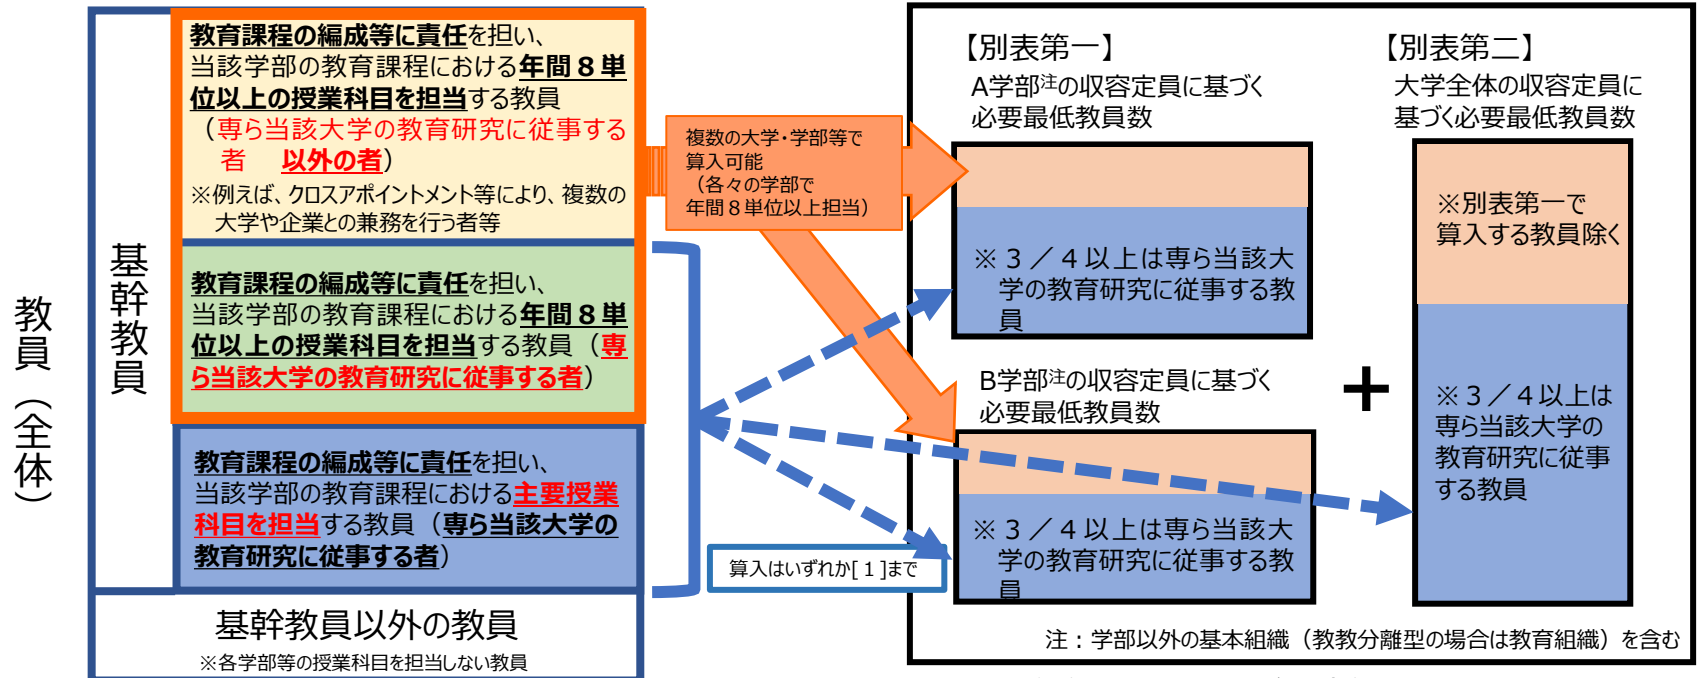 教員（全体）
基幹教員
教育課程の編成等に責任を担い、
当該学部の教育課程における年間８単
位以上の授業科目を担当する教員
（専ら当該大学の教育研究に従事する
者　以外の者）
※例えば、クロスアポイントメント等により、複数の
大学や企業との兼務を行う者等
教育課程の編成等に責任を担い、
当該学部の教育課程における年間８単
位以上の授業科目を担当する教員（専
ら当該大学の教育研究に従事する者）
教育課程の編成等に責任を担い、
当該学部の教育課程における主要授業
科目を担当する教員（専ら当該大学の
教育研究に従事する者）
基幹教員以外の教員
※各学部等の授業科目を担当しない教員
複数の大学・学部等で
算入可能
（各々の学部で
年間８単位以上担当）
算入はいずれか[１]まで
【別表第一】
A学部注の収容定員に基づく
必要最低教員数
※３／４以上は専ら当該大
学の教育研究に従事する教
員
B学部注の収容定員に基づく
必要最低教員数
※３／４以上は専ら当該大
学の教育研究に従事する教
員
＋
【別表第二】
大学全体の収容定員に
基づく必要最低教員数
※別表第一で
算入する教員除く
※３／４以上は
専ら当該大学の
教育研究に従事
する教員
注：学部以外の基本組織（教教分離型の場合は教育組織）を含む